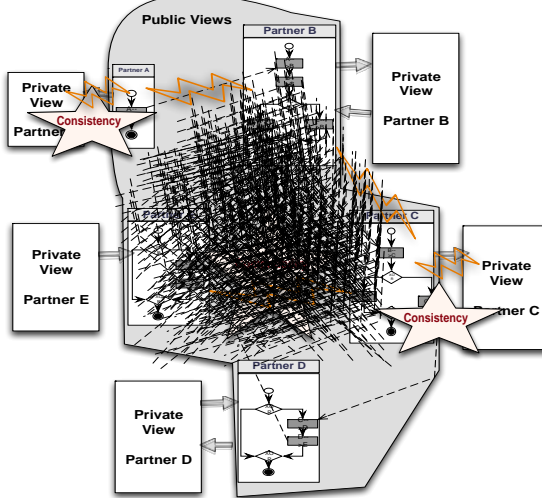 Public Views
Partner B
Partner A
Private
View
Partner
Consistency
Private
View
Partner B
Partner C
Private
View
Partner E
Private
View
Partner C
Consistency
Partner D
Private
View
Partner D